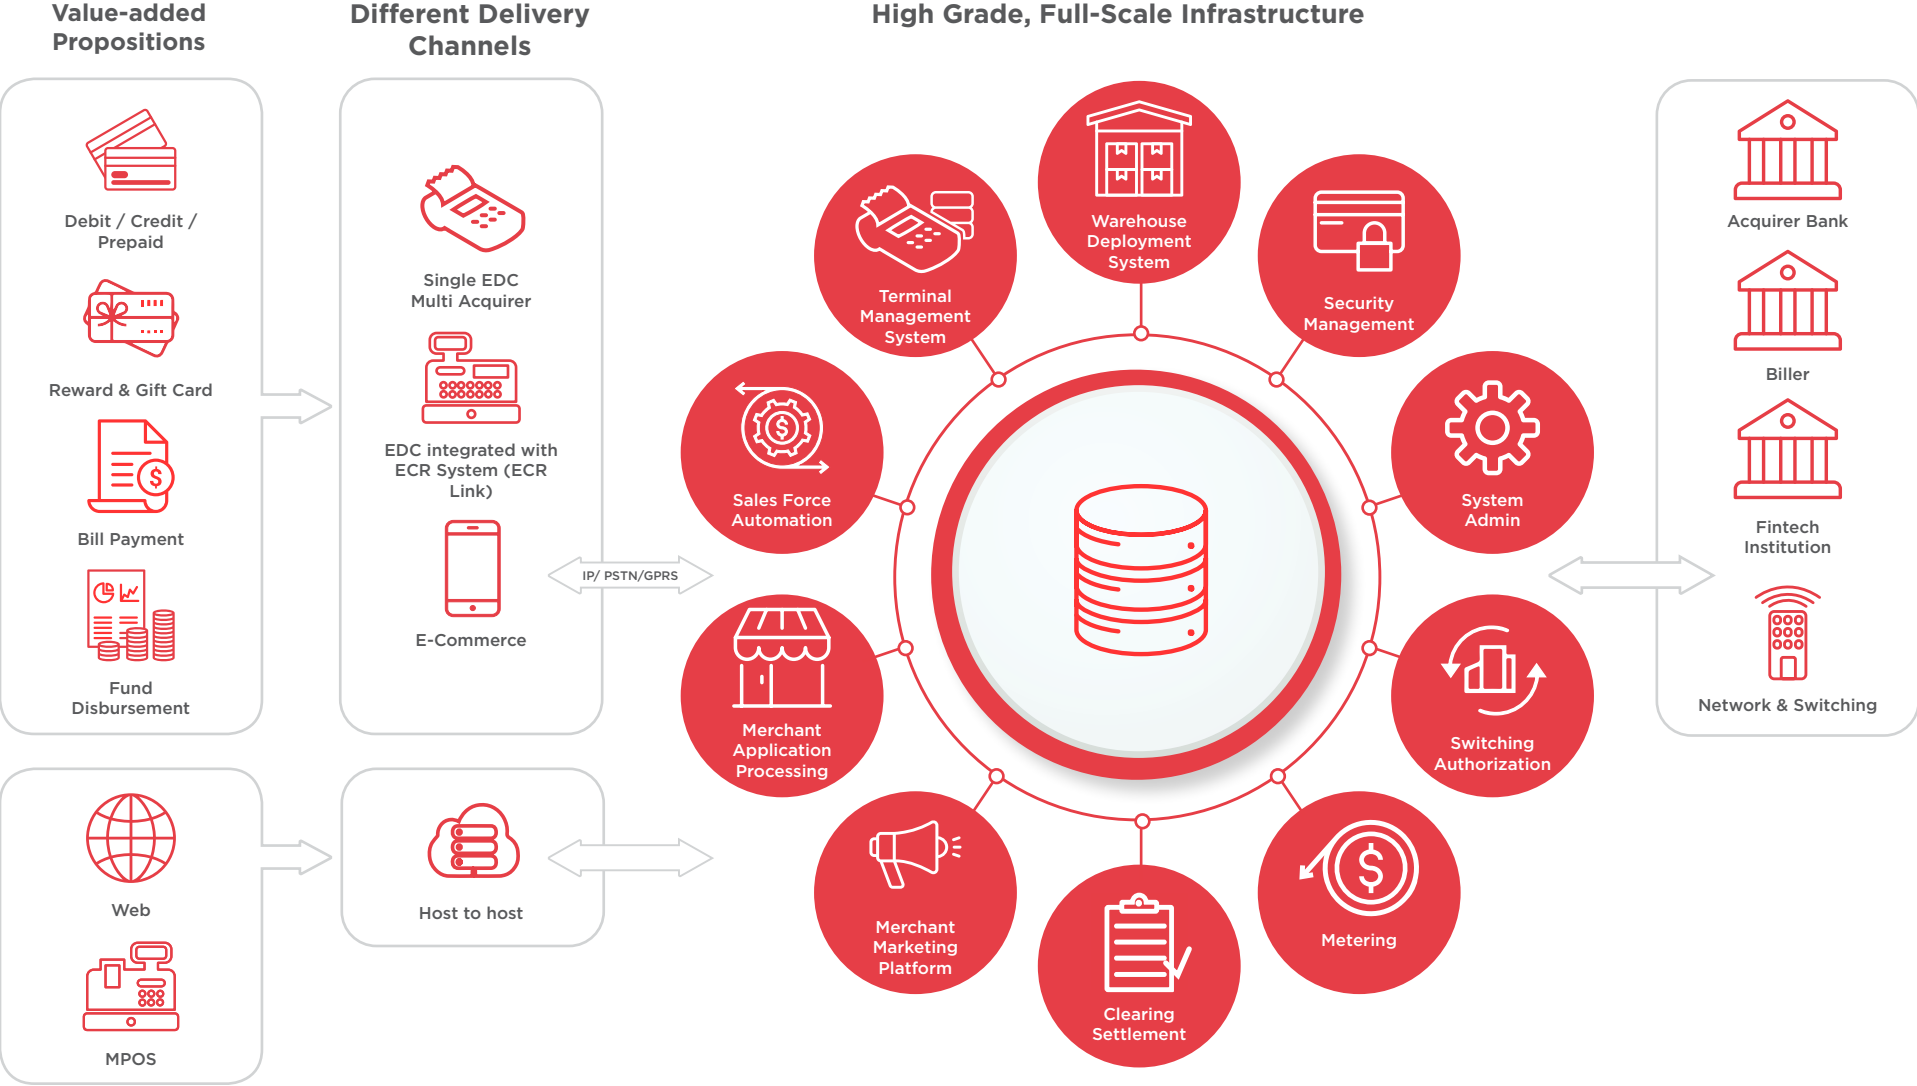 Value-added
Propositions
Different Delivery
Channels
High Grade, Full-Scale Infrastructure
Debit / Credit /
Prepaid
Reward & Gift Card
Bill Payment
Fund
Disbursement
Web
MPOS
Single EDC
Multi Acquirer
EDC integrated with
ECR System (ECR
Link)
E-Commerce
Host to host
IP/ PSTN/GPRS
Warehouse
Deployment
System
Terminal
Management
System
Security
Management
Sales Force
Automation
System
Admin
Merchant
Application
Processing
Switching
Authorization
Merchant
Marketing
Platform
Metering
Clearing
Settlement
Acquirer Bank
Biller
Fintech
Institution
Network & Switching